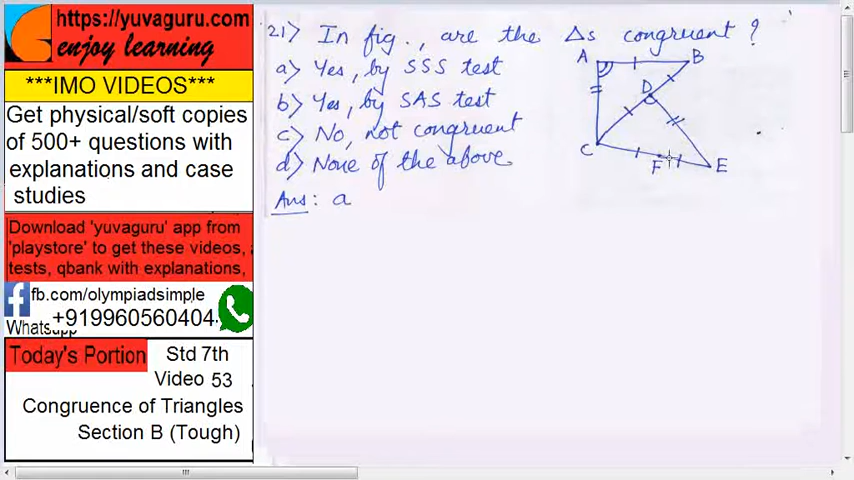 https://yuvaguru.com
enjoy learning
***IMO VIDEOS***
Get physical/soft copies
of 500+ questions with
explanations and case
studies
Download 'yuvaguru' app from
'playstore' to get these videos,
tests, qbank with explanations,
fb.com/olympiadsimple
+919960560404
Whatsapp
Today's Portion
Std 7th
Video 53
Congruence of Triangles
Section B (Tough)
21) In fig., are the Δs congruent?
a) Yes, by SSS test
b) Yes, by SAS test
c) No, not congruent
d) None of the above
Ans: a
A
B
D
C
F
E